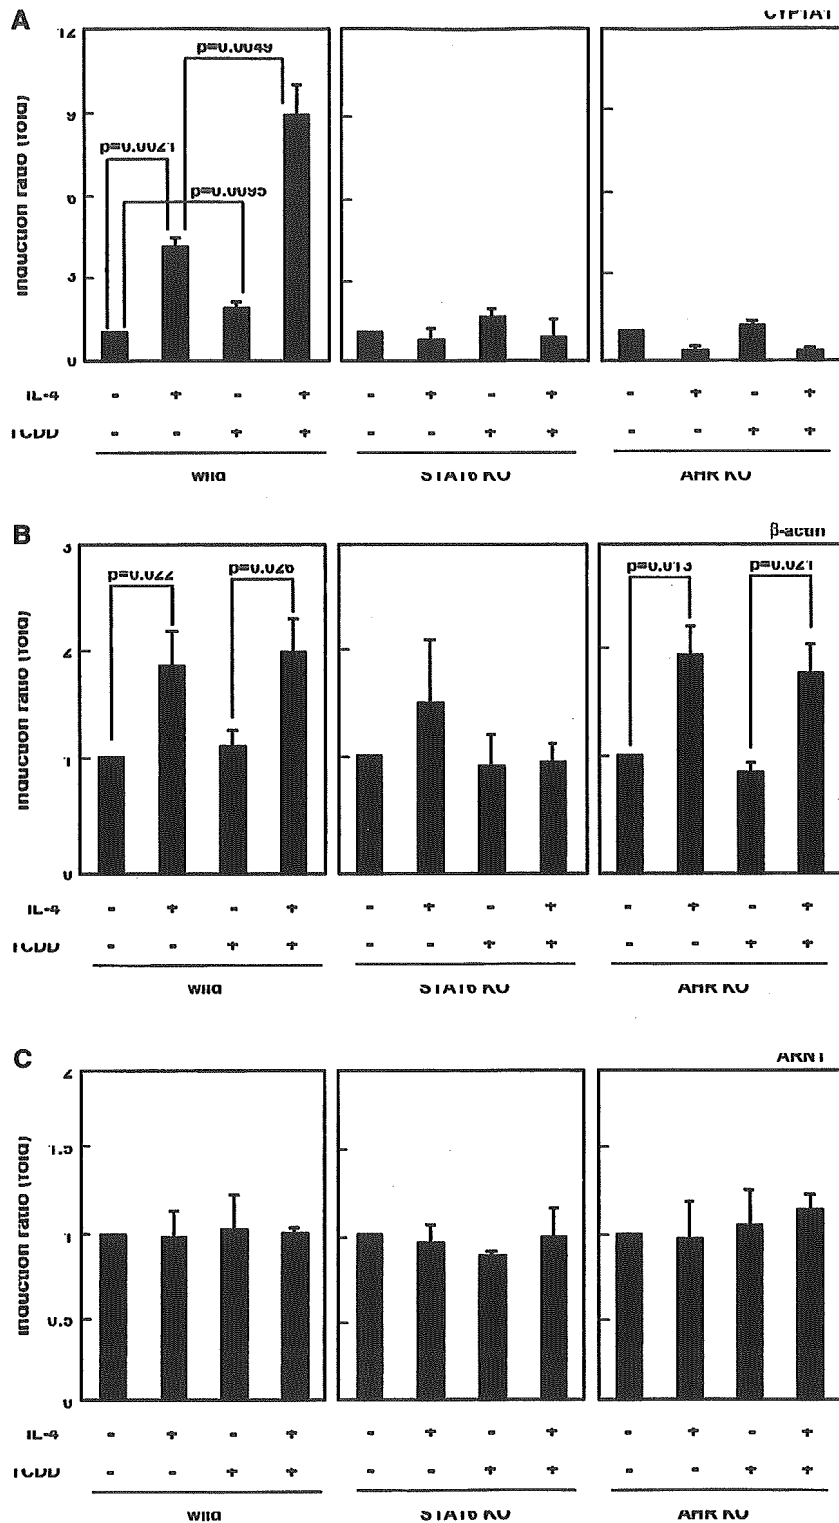 A
CYP1A1
12
p=0.0049
9
p=0.0021
6
p=0.0095
3
0
Induction ratio (fold)
IL-4 - + - + - + - + - + - +
TCDD - - + + - - + + - - + +
wild STAT6 KO AHR KO
B
β-actin
3
p=0.022 p=0.026 p=0.013 p=0.021
2
1
0
Induction ratio (fold)
IL-4 - + - + - + - + - + - +
TCDD - - + + - - + + - - + +
wild STAT6 KO AHR KO
C
ARNT
2
1.5
1
0.5
0
Induction ratio (fold)
IL-4 - + - + - + - + - + - +
TCDD - - + + - - + + - - + +
wild STAT6 KO AHR KO